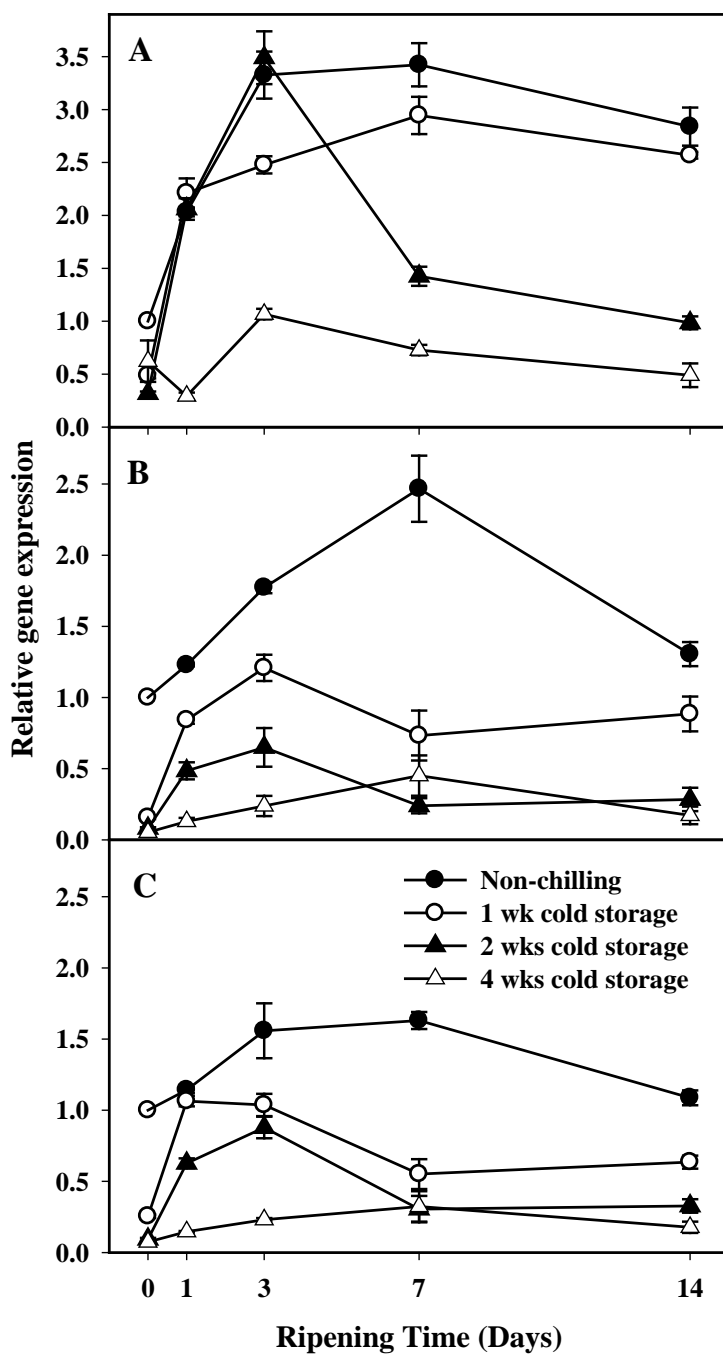 A
3.5
3.0
2.5
2.0
1.5
1.0
0.5
0.0
B
2.5
2.0
1.5
1.0
0.5
0.0
Relative gene expression
C
Non-chilling
1 wk cold storage
2 wks cold storage
4 wks cold storage
2.5
2.0
1.5
1.0
0.5
0.0
0 1 3 7 14
Ripening Time (Days)